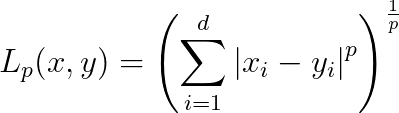 L_p(x, y) = \left( \sum_{i=1}^{d} |x_i - y_i|^p \right)^{\frac{1}{p}}